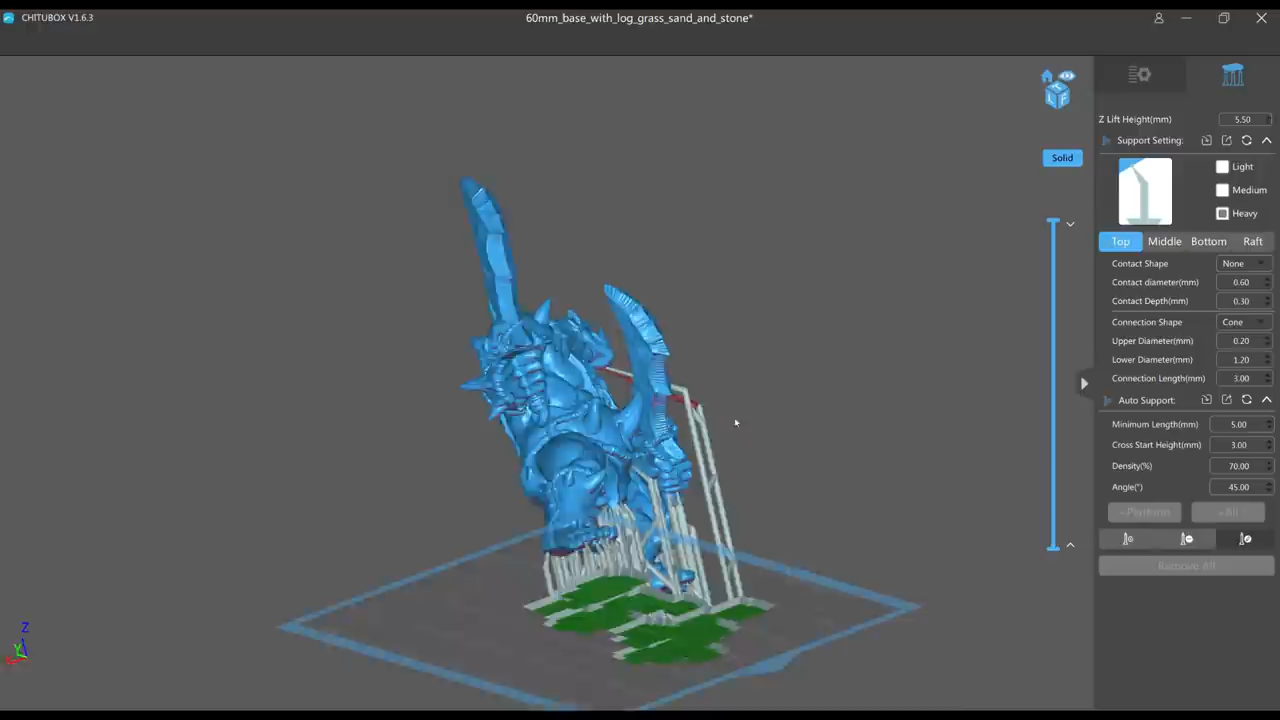 CHITUBOX V1.6.3
60mm_base_with_log_grass_sand_and_stone*
Z Lift Height(mm) 5.50
Support Setting:
Solid
Light
Medium
Heavy
Top Middle Bottom Raft
Contact Shape None
Contact diameter(mm) 0.60
Contact Depth(mm) 0.30
Connection Shape Cone
Upper Diameter(mm) 0.20
Lower Diameter(mm) 1.20
Connection Length(mm) 3.00
Auto Support:
Minimum Length(mm) 5.00
Cross Start Height(mm) 3.00
Density(%) 70.00
Angle(°) 45.00
+All
Remove All
L F
Z
Y
X